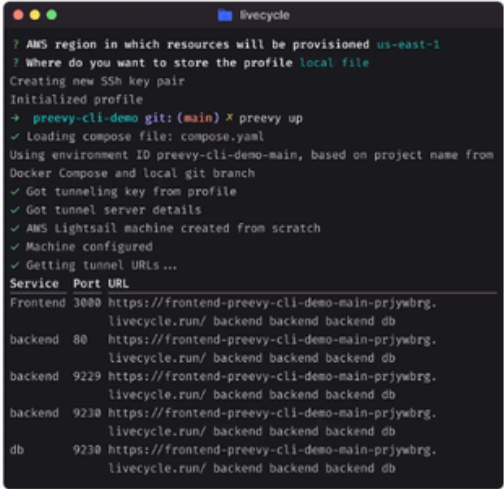 livecycle
? AWS region in which resources will be provisioned us-east-1
? Where do you want to store the profile local file
Creating new SSh key pair
Initialized profile
→ preevy-cli-demo git:(main) ✗ preevy up
✓ Loading compose file: compose.yaml
Using environment ID preevy-cli-demo-main, based on project name from
Docker Compose and local git branch
✓ Got tunneling key from profile
✓ Got tunnel server details
✓ AWS Lightsail machine created from scratch
✓ Machine configured
✓ Getting tunnel URLs...
Service Port URL
Frontend 3000 https://frontend-preevy-cli-demo-main-prjywbrg.
livecycle.run/ backend backend backend db
backend 80 https://frontend-preevy-cli-demo-main-prjywbrg.
livecycle.run/ backend backend backend db
backend 9229 https://frontend-preevy-cli-demo-main-prjywbrg.
livecycle.run/ backend backend backend db
backend 9230 https://frontend-preevy-cli-demo-main-prjywbrg.
livecycle.run/ backend backend backend db
db 9230 https://frontend-preevy-cli-demo-main-prjywbrg.
livecycle.run/ backend backend backend db